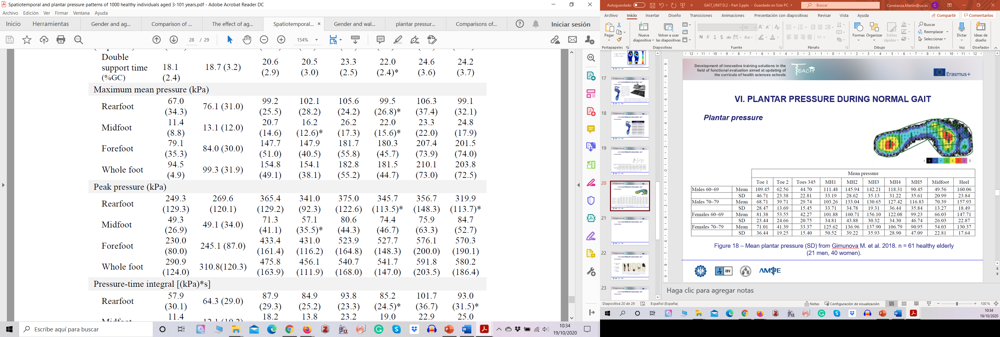 Spatiotemporal and plantar pressure patterns of 1000 healthy individuals aged 3-101 years.pdf - Adobe Acrobat Reader DC
Archivo Edición Ver Firmar Ventana Ayuda
Inicio Herramientas Gender and ag... Comparison of ... The effect of ag... Spatiotemporal... × Gender and wal... plantar pressur... Comparisons of... Iniciar sesión
28 / 29 154%
Double
support time
(%GC)
18.1 (2.4) 18.7 (3.2) 20.6 (2.9) 20.5 (3.0) 23.3 (2.5) 22.0 (2.4)* 24.6 (3.6) 24.2 (3.7)
Maximum mean pressure (kPa)
Rearfoot 67.0 (34.3) 76.1 (31.0) 99.2 (25.5) 102.1 (28.2) 105.6 (24.2) 99.5 (26.8)* 106.3 (37.4) 99.1 (32.1)
Midfoot 11.4 (8.8) 13.1 (12.0) 20.7 (14.6) 16.2 (12.6)* 26.2 (17.3) 22.0 (15.6)* 23.3 (22.0) 24.8 (17.9)
Forefoot 79.1 (35.3) 84.0 (30.0) 147.7 (51.0) 147.9 (40.5) 181.7 (55.8) 180.3 (45.7) 207.4 (73.9) 201.5 (74.0)
Whole foot 94.5 (4.9) 99.3 (31.9) 154.8 (49.1) 154.1 (38.1) 182.8 (55.2) 181.5 (44.7) 210.1 (73.0) 203.8 (72.5)
Peak pressure (kPa)
Rearfoot 249.3 (129.3) 269.6 (120.1) 365.4 (129.2) 341.0 (92.3) 375.0 (122.6) 345.7 (113.5)* 356.7 (148.3) 319.9 (113.7)*
Midfoot 49.3 (26.9) 49.1 (34.0) 71.3 (41.1) 57.1 (35.5)* 80.6 (44.3) 74.4 (46.7) 75.9 (63.3) 84.7 (52.7)
Forefoot 230.0 (80.0) 245.1 (87.0) 433.4 (161.4) 431.0 (116.2) 523.9 (164.8) 527.7 (148.3) 576.1 (200.0) 570.3 (190.1)
Whole foot 290.9 (124.0) 310.8(120.3) 475.8 (163.9) 456.1 (111.9) 540.7 (168.0) 541.7 (147.0) 591.8 (203.5) 580.2 (186.4)
Pressure-time integral [(kPa)*s]
Rearfoot 57.9 (30.1) 64.3 (29.0) 87.9 (29.3) 84.9 (25.2) 93.8 (23.3) 85.2 (24.5)* 101.7 (36.7) 93.0 (31.5)*
11.4 18.2 13.8 23.2 19.0 22.9 25.0
Escribe aquí para buscar
10:34
19/10/2020
Autoguardado GAIT_UNIT D.2 - Part 3.pptx - Guardado en Este PC Buscar Constanza.Martin@uv.es C
Archivo Inicio Insertar Diseño Transiciones Animaciones Presentación con diapositivas Revisar Vista Ayuda Compartir Comentarios
Pegar
Nueva
diapositiva
Volver a usar
las diapositivas
14
N K S S ab AV Aa
Formas Organizar Estilos
rápidos
Buscar
Reemplazar
Seleccionar
Dictar
Ideas de
diseño
Portapapeles Diapositivas Fuente Párrafo Dibujo Edición Voz Diseñador
17
18
19
20
21
22
23
Development of innovative training solutions in the
field of functional evaluation aimed at updating of
the curricula of health sciences schools
TEACH
Erasmus+
VI. PLANTAR PRESSURE DURING NORMAL GAIT
Plantar pressure
Mean pressure
Toe 1 Toe 2 Toes 345 MH1 MH2 MH3 MH4 MH5 Midfoot Heel
Males 60–69 Mean 109.45 62.56 44.70 111.48 145.94 142.21 118.31 90.45 49.56 160.06
SD 46.71 23.38 22.81 33.19 28.62 35.13 31.22 35.61 20.99 23.84
Males 70–79 Mean 68.71 39.71 29.74 103.26 133.04 130.65 127.42 116.83 70.39 157.93
SD 28.47 13.69 15.45 33.71 34.78 19.31 36.44 35.84 13.27 18.49
Females 60–69 Mean 81.38 53.55 42.27 101.88 160.71 156.10 122.08 99.23 66.03 147.71
SD 23.44 24.66 20.75 34.81 43.88 30.32 34.30 46.74 26.03 22.87
Females 70–79 Mean 71.01 41.39 33.37 125.62 136.96 137.90 106.79 90.95 54.03 130.37
SD 36.44 19.25 15.40 50.52 39.22 35.93 28.90 47.09 22.81 17.64
Figure 18 – Mean plantar pressure (SD) from Gimunova M. et al. 2018. n = 61 healthy elderly
(21 men, 40 women).
IBV
Haga clic para agregar notas
Diapositiva 20 de 29 Español (España) Notas Configuración de visualización 100 %
10:34
19/10/2020